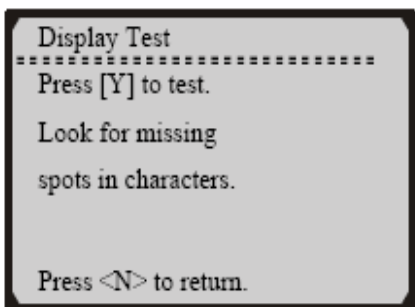 Display Test
Press [Y] to test.
Look for missing
spots in characters.
Press <N> to return.